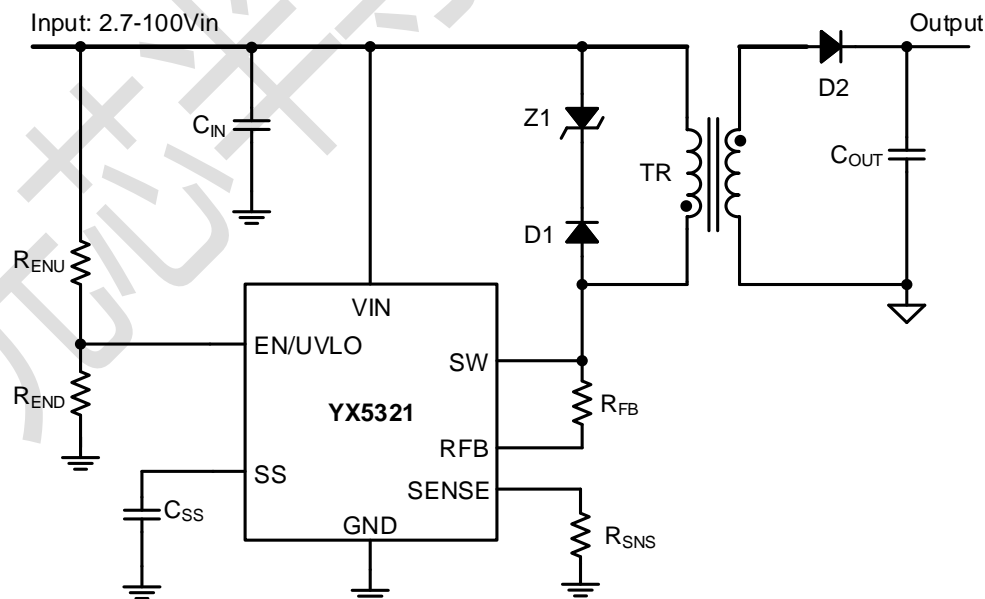 Input: 2.7-100Vin
Output
D2
CIN
Z1
TR
COUT
D1
RENU
VIN
EN/UVLO
SW
REND
YX5321
RFB
RFB
SS
SENSE
CSS
GND
RSNS